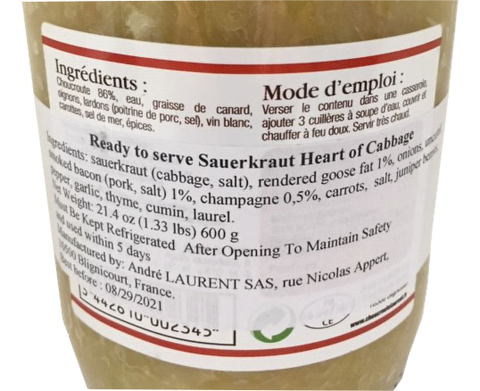 Ingrédients :
Choucroute 86%, eau, graisse de canard,
oignons, lardons (poitrine de porc, sel), vin blanc,
carottes, sel de mer, épices.
Mode d'emploi :
Verser le contenu dans une casserole,
ajouter 3 cuillères à soupe d'eau, couvrir et
chauffer à feu doux. Servir très chaud.
Ready to serve Sauerkraut Heart of Cabbage
Ingredients: sauerkraut (cabbage, salt), rendered goose fat 1%, onions,
smoked bacon (pork, salt) 1%, champagne 0,5%, carrots, salt, juniper berries,
pepper, garlic, thyme, cumin, laurel.
Net Weight: 21.4 oz (1.33 lbs) 600 g
Must Be Kept Refrigerated After Opening To Maintain Safety
and used within 5 days
Manufactured by: André LAURENT SAS, rue Nicolas Appert,
Blignicourt, France.
Best Before : 08/29/2021
3 442610 002345